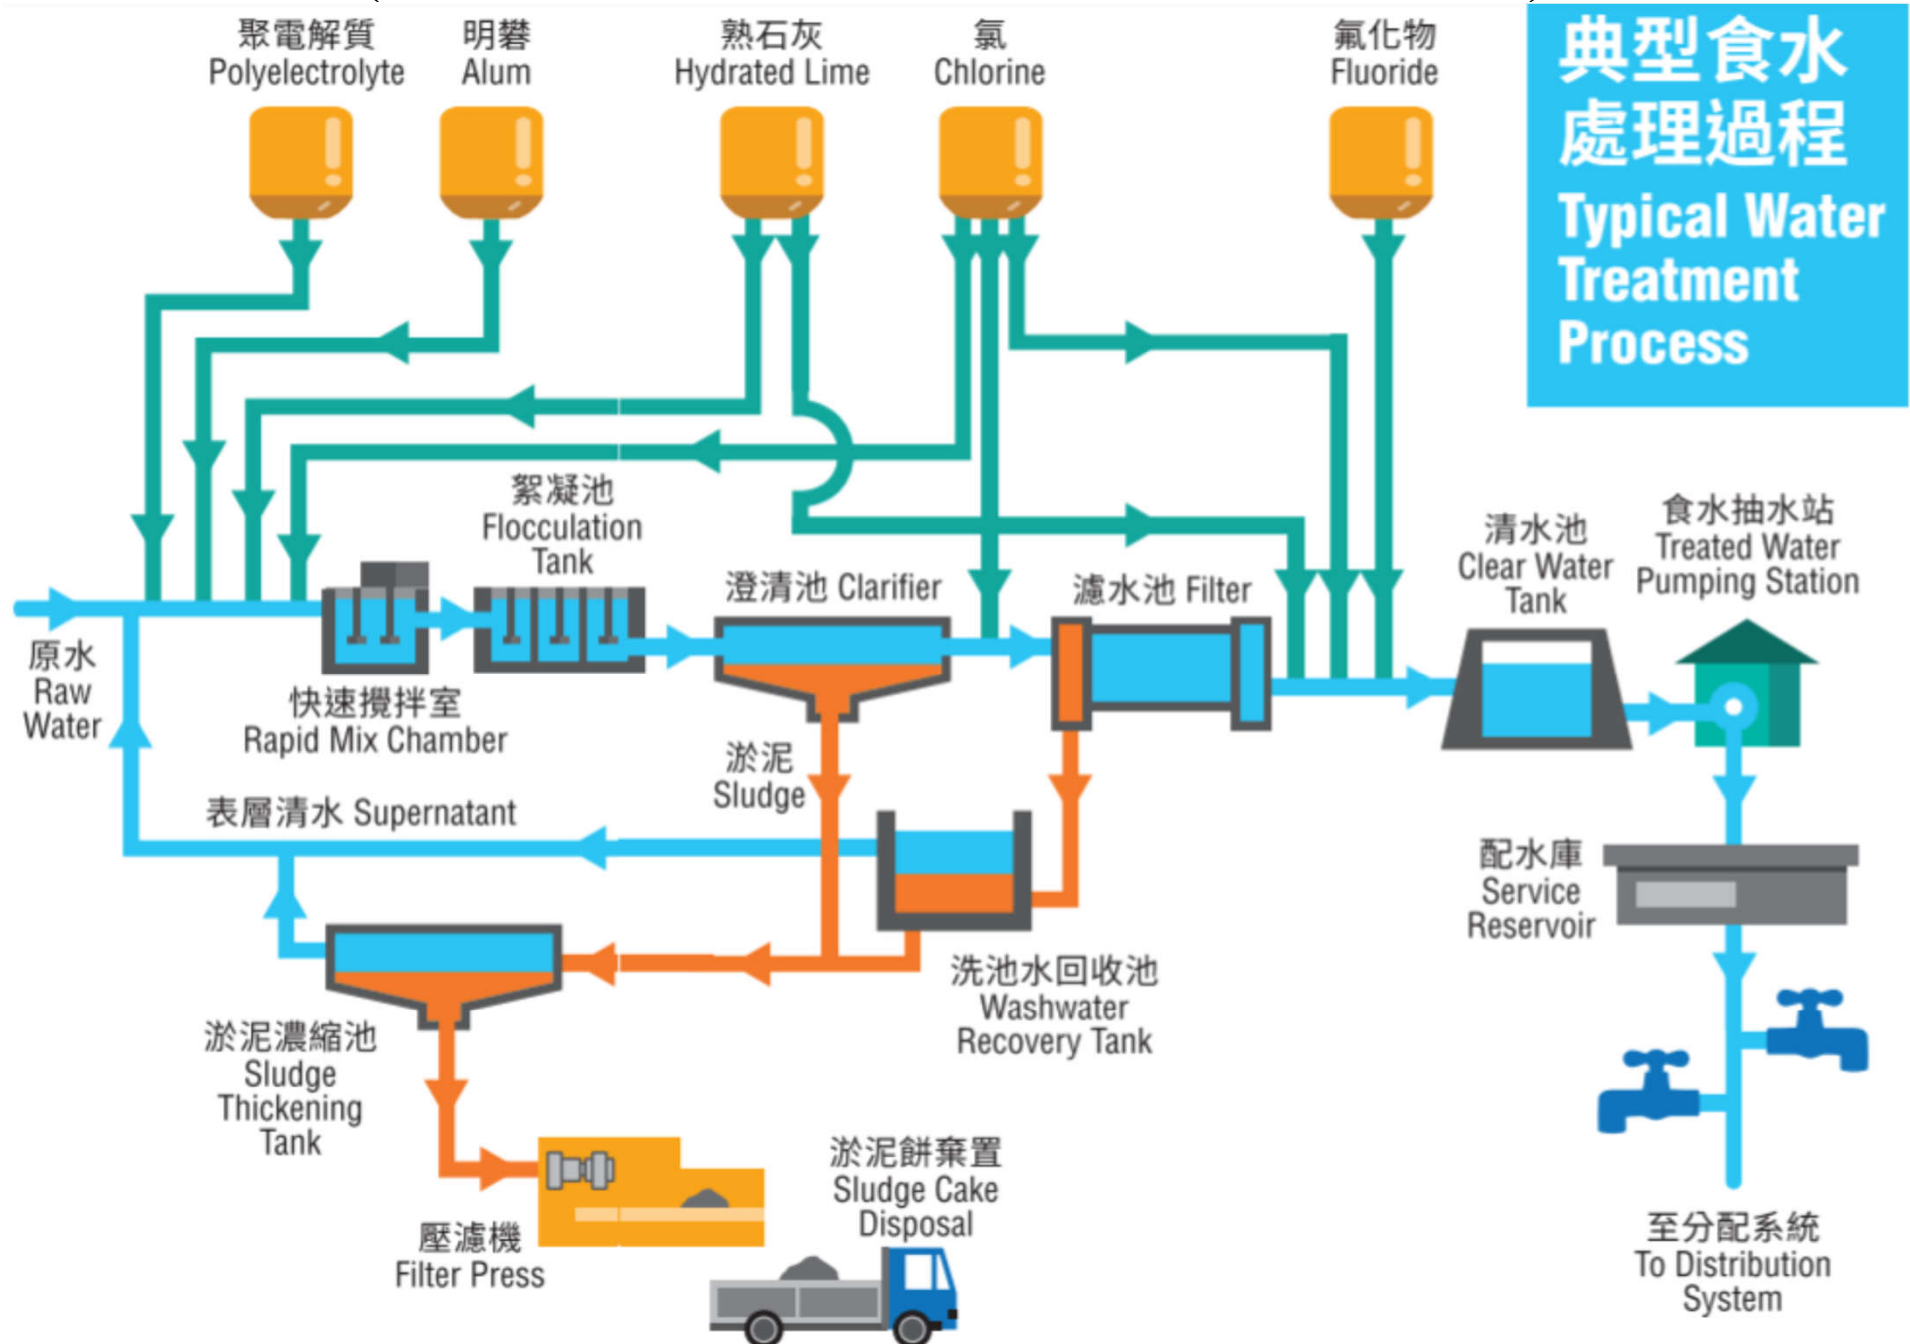 聚電解質
Polyelectrolyte
明礬
Alum
熟石灰
Hydrated Lime
氯
Chlorine
氟化物
Fluoride
典型食水
處理過程
Typical Water
Treatment
Process
原水
Raw
Water
快速攪拌室
Rapid Mix Chamber
絮凝池
Flocculation
Tank
澄清池 Clarifier
濾水池 Filter
清水池
Clear Water
Tank
食水抽水站
Treated Water
Pumping Station
淤泥
Sludge
表層清水 Supernatant
配水庫
Service
Reservoir
洗池水回收池
Washwater
Recovery Tank
淤泥濃縮池
Sludge
Thickening
Tank
壓濾機
Filter Press
淤泥餅棄置
Sludge Cake
Disposal
至分配系統
To Distribution
System